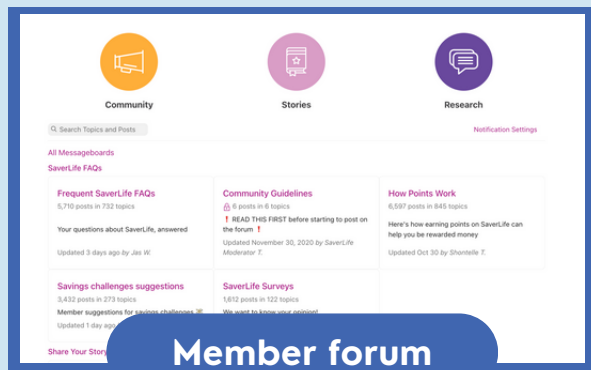 Community
Stories
Research
Search Topics and Posts
Notification Settings
All Messageboards
SaverLife FAQs
Frequent SaverLife FAQs
5,710 posts in 732 topics
Your questions about SaverLife, answered
Updated 3 days ago by Jas W.
Community Guidelines
6 posts in 6 topics
❗ READ THIS FIRST before starting to post on
the forum ❗
Updated November 30, 2020 by SaverLife
Moderator T.
How Points Work
6,597 posts in 845 topics
Here's how earning points on SaverLife can
help you be rewarded money
Updated Oct 30 by Shontelle T.
Savings challenges suggestions
3,432 posts in 273 topics
Member suggestions for savings challenges 💸
Updated 1 day ago
SaverLife Surveys
1,612 posts in 122 topics
We want to know your opinion!
Share Your Story
Member forum